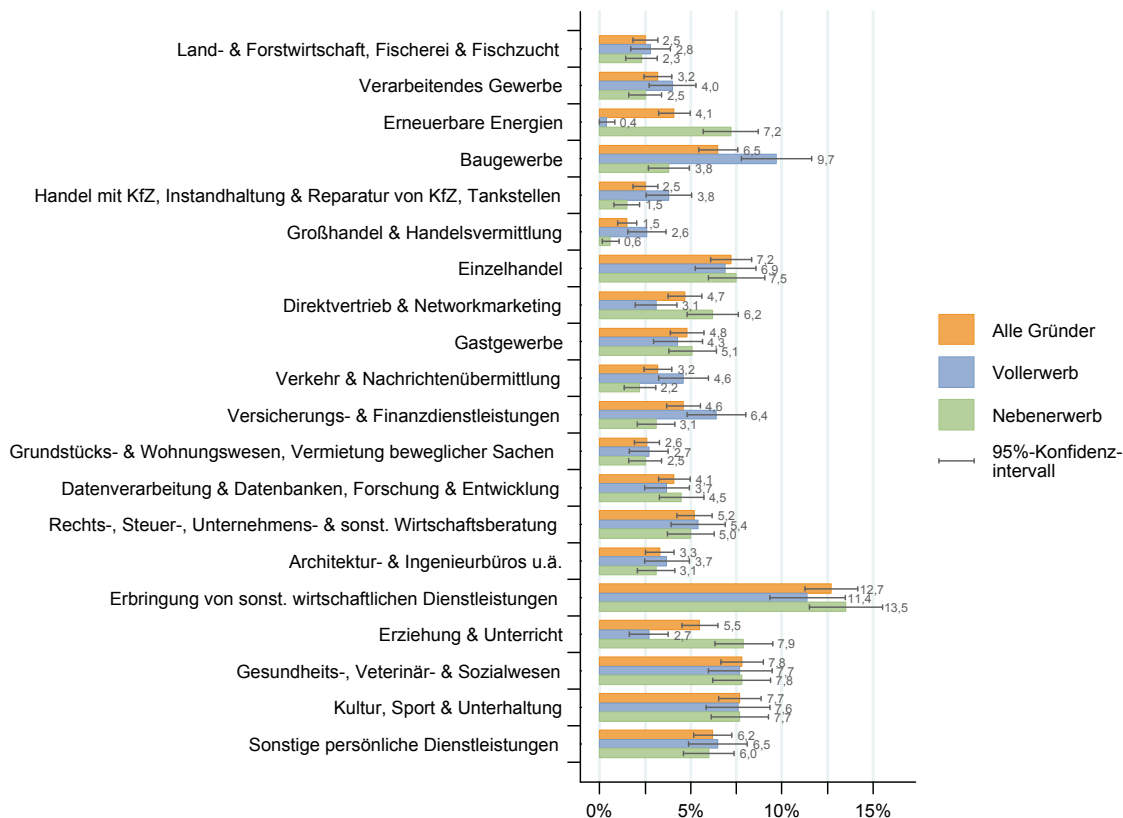 Land- & Forstwirtschaft, Fischerei & Fischzucht
2,5
2,8
2,3
Verarbeitendes Gewerbe
3,2
4,0
2,5
Erneuerbare Energien
4,1
0,4
7,2
Baugewerbe
6,5
9,7
3,8
Handel mit KfZ, Instandhaltung & Reparatur von KfZ, Tankstellen
2,5
3,8
1,5
Großhandel & Handelsvermittlung
1,5
2,6
0,6
Einzelhandel
7,2
6,9
7,5
Direktvertrieb & Networkmarketing
4,7
3,1
6,2
Gastgewerbe
4,8
4,3
5,1
Verkehr & Nachrichtenübermittlung
3,2
4,6
2,2
Versicherungs- & Finanzdienstleistungen
4,6
6,4
3,1
Grundstücks- & Wohnungswesen, Vermietung beweglicher Sachen
2,6
2,7
2,5
Datenverarbeitung & Datenbanken, Forschung & Entwicklung
4,1
3,7
4,5
Rechts-, Steuer-, Unternehmens- & sonst. Wirtschaftsberatung
5,2
5,4
5,0
Architektur- & Ingenieurbüros u.ä.
3,3
3,7
3,1
Erbringung von sonst. wirtschaftlichen Dienstleistungen
12,7
11,4
13,5
Erziehung & Unterricht
5,5
2,7
7,9
Gesundheits-, Veterinär- & Sozialwesen
7,8
7,7
7,8
Kultur, Sport & Unterhaltung
7,7
7,6
7,7
Sonstige persönliche Dienstleistungen
6,2
6,5
6,0
0% 5% 10% 15%
Alle Gründer
Vollerwerb
Nebenerwerb
95%-Konfidenz-
intervall